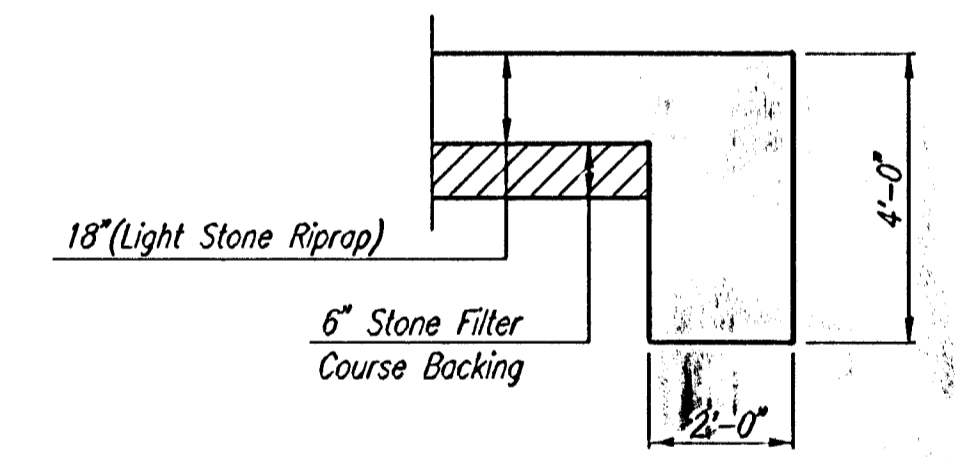 18"(Light Stone Riprap)
6" Stone Filter
Course Backing
4'-0"
2'-0"